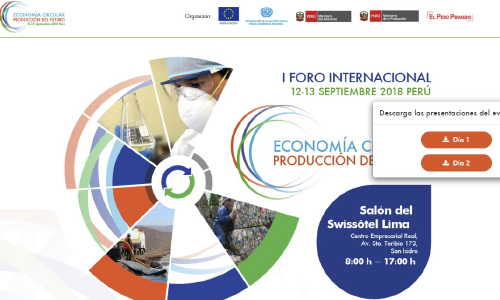 ECONOMÍA CIRCULAR
PRODUCCIÓN DEL FUTURO
12-13 Septiembre 2018 Perú
Organizan:
PERÚ
Ministerio
del Ambiente
PERÚ
Ministerio
de la Producción
EL PERÚ PRIMERO
I FORO INTERNACIONAL
12-13 SEPTIEMBRE 2018 PERÚ
Descarga las presentaciones del ev
Día 1
Día 2
ECONOMÍA C
PRODUCCIÓN DE
Salón del
Swissôtel Lima
Centro Empresarial Real,
Av. Sto. Toribio 173,
San Isidro
8:00 h – 17:00 h